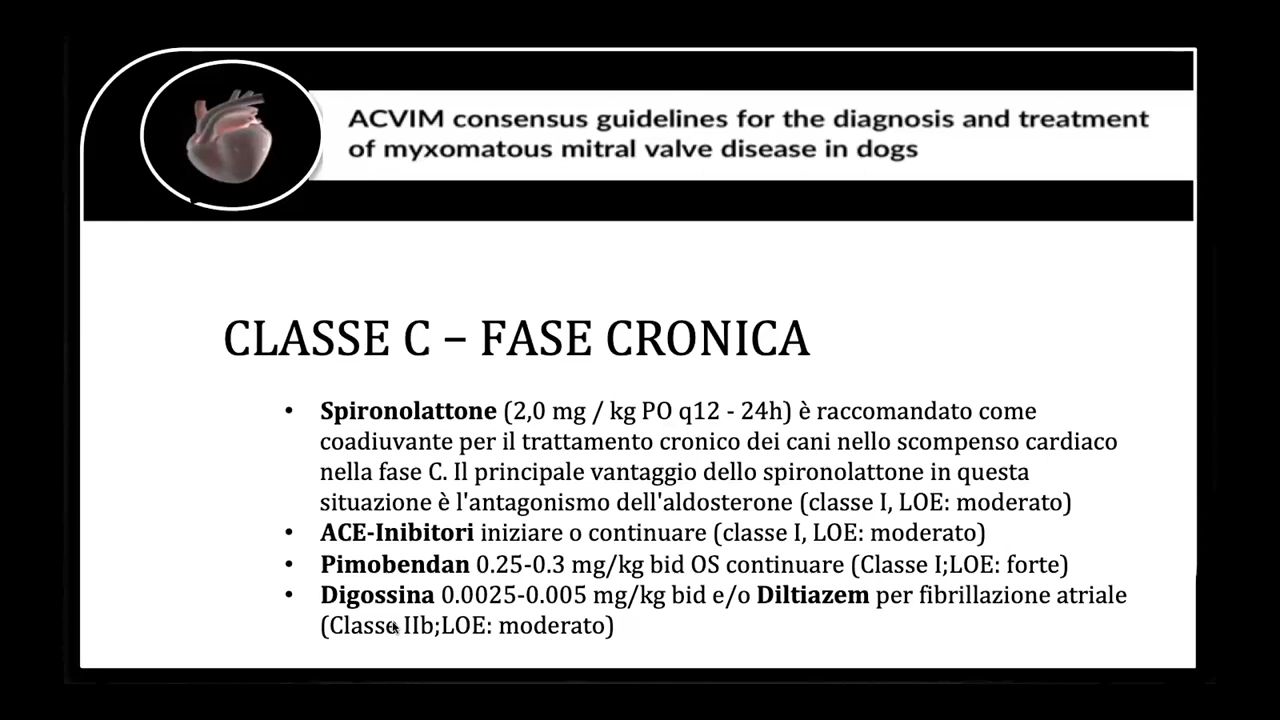 ACVIM consensus guidelines for the diagnosis and treatment
of myxomatous mitral valve disease in dogs
CLASSE C – FASE CRONICA
• Spironolattone (2,0 mg / kg PO q12 - 24h) è raccomandato come
coadiuvante per il trattamento cronico dei cani nello scompenso cardiaco
nella fase C. Il principale vantaggio dello spironolattone in questa
situazione è l'antagonismo dell'aldosterone (classe I, LOE: moderato)
• ACE-Inibitori iniziare o continuare (classe I, LOE: moderato)
• Pimobendan 0.25-0.3 mg/kg bid OS continuare (Classe I;LOE: forte)
• Digossina 0.0025-0.005 mg/kg bid e/o Diltiazem per fibrillazione atriale
(Classe IIb;LOE: moderato)